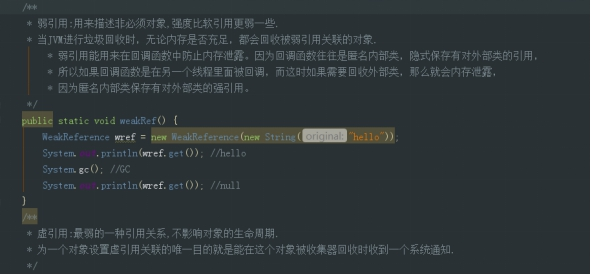 /**
* 弱引用:用来描述非必须对象,强度比软引用更弱一些.
* 当JVM进行垃圾回收时，无论内存是否充足，都会回收被弱引用关联的对象.
* 弱引用能用来在回调函数中防止内存泄露。因为回调函数往往是匿名内部类，隐式保存有对外部类的引用，
* 所以如果回调函数是在另一个线程里面被回调，而这时如果需要回收外部类，那么就会内存泄露，
* 因为匿名内部类保存有对外部类的强引用。
*/
public static void weakRef() {
WeakReference wref = new WeakReference(new String( original: "hello"));
System.out.println(wref.get()); //hello
System.gc(); //GC
System.out.println(wref.get()); //null
}
/**
* 虚引用:最弱的一种引用关系,不影响对象的生命周期.
* 为一个对象设置虚引用关联的唯一目的就是能在这个对象被收集器回收时收到一个系统通知.
*/